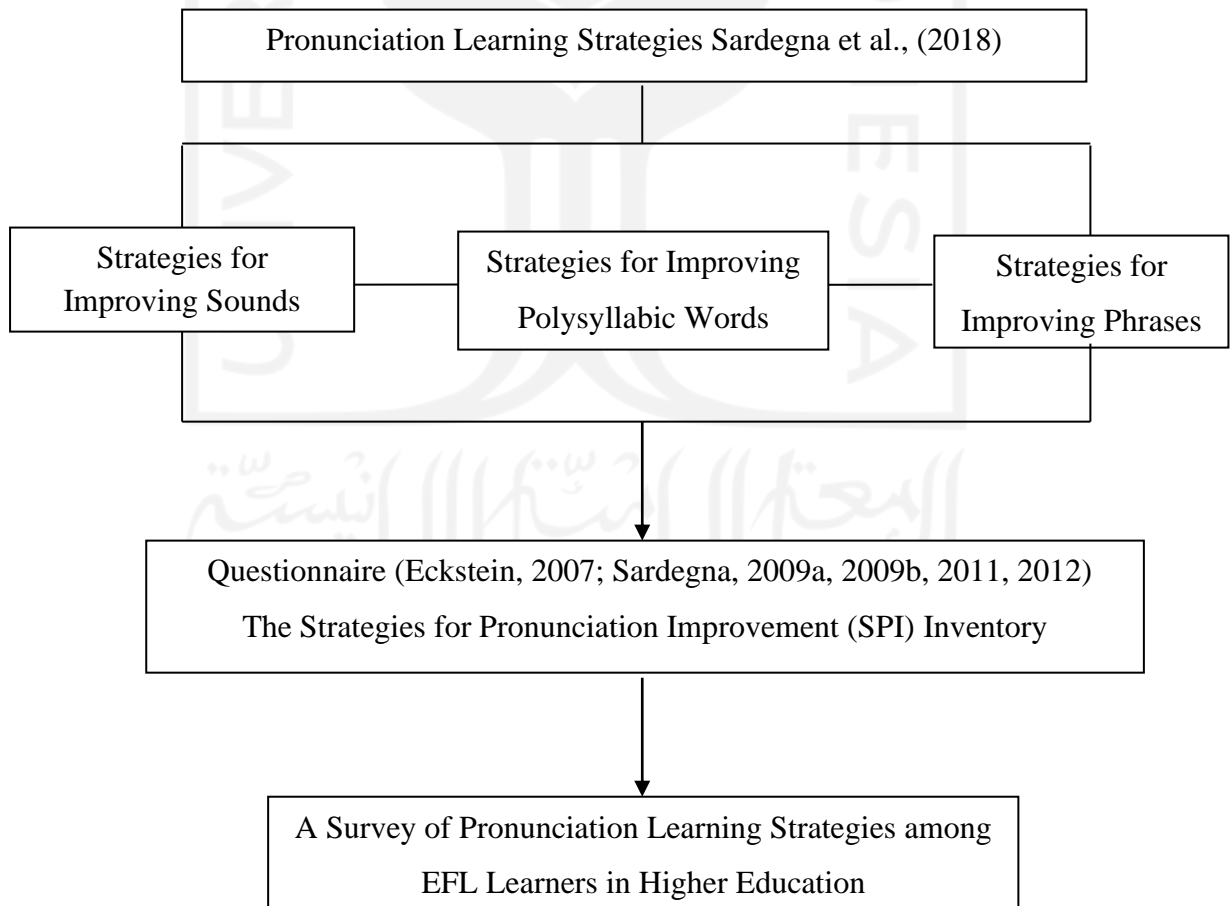 Pronunciation Learning Strategies Sardegna et al., (2018)
Strategies for
Improving Sounds
Strategies for Improving
Polysyllabic Words
Strategies for
Improving Phrases
Questionnaire (Eckstein, 2007; Sardegna, 2009a, 2009b, 2011, 2012)
The Strategies for Pronunciation Improvement (SPI) Inventory
A Survey of Pronunciation Learning Strategies among
EFL Learners in Higher Education